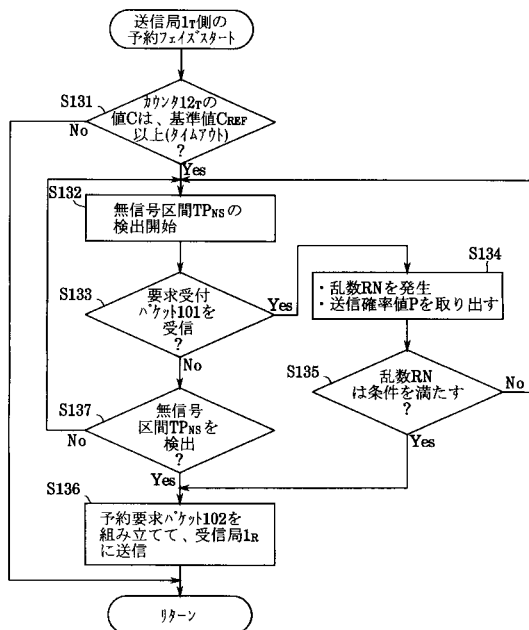 送信局1Ｔ側の
予約フェイズスタート
S131
カウンタ12Tの
値Cは、基準値CREF
以上(タイムアウト)
?
No
Yes
S132
無信号区間TPNSの
検出開始
S133
要求受付
パケット101を
受信
?
Yes
No
S134
・乱数RNを発生
・送信確率値Pを取り出す
S135
乱数RN
は条件を満たす
?
No
Yes
S137
無信号
区間TPNSを
検出
?
No
Yes
S136
予約要求パケット102を
組み立てて、受信局1R
に送信
リターン